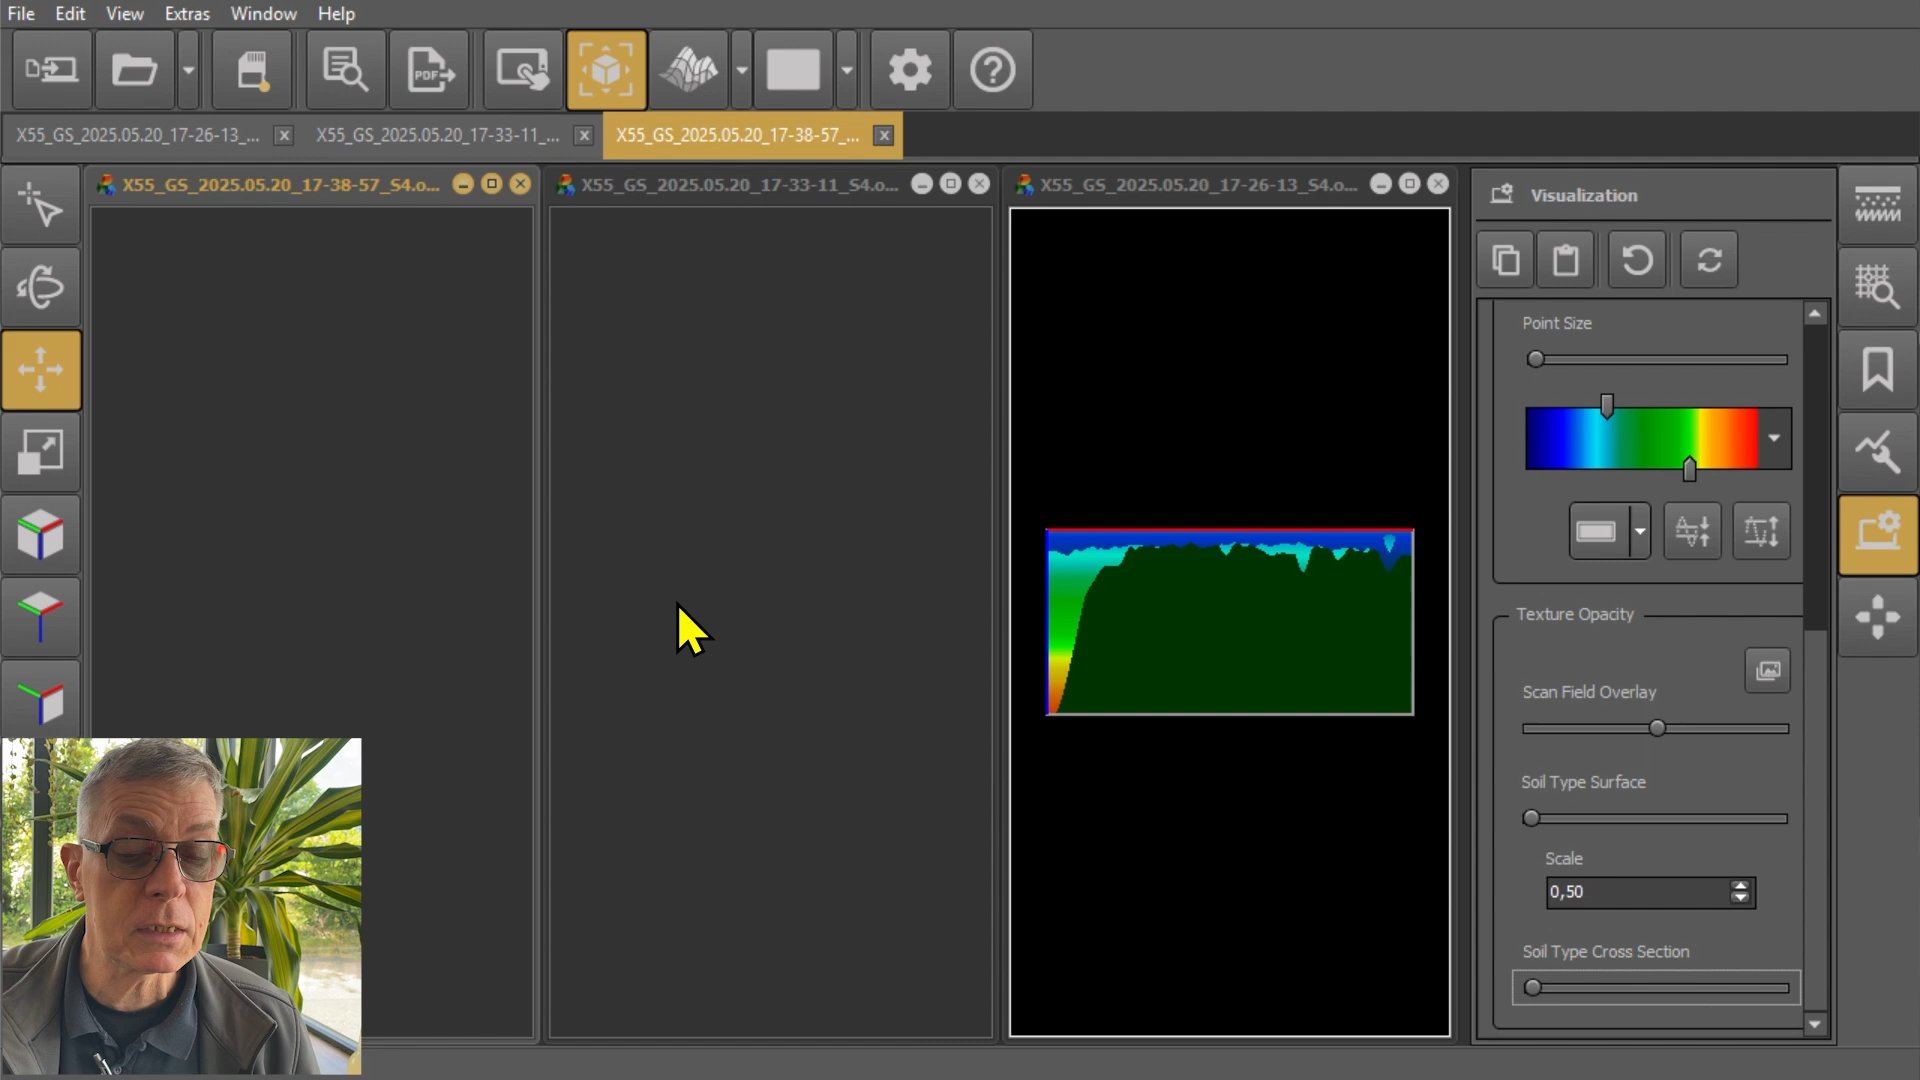 File Edit View Extras Window Help
PDF
X55_GS_2025.05.20_17-26-13_... X55_GS_2025.05.20_17-33-11_... X55_GS_2025.05.20_17-38-57_...
X55_GS_2025.05.20_17-38-57_S4.o... X55_GS_2025.05.20_17-33-11_S4.o... X55_GS_2025.05.20_17-26-13_S4.o...
Visualization
Point Size
Texture Opacity
Scan Field Overlay
Soil Type Surface
Scale
0,50
Soil Type Cross Section